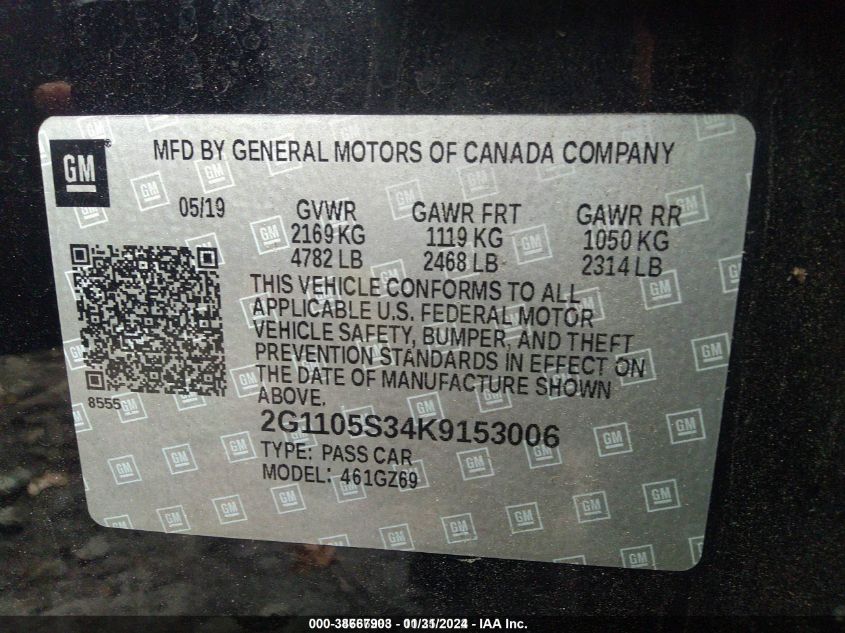 GM
MFD BY GENERAL MOTORS OF CANADA COMPANY
05/19 GVWR GAWR FRT GAWR RR
2169 KG 1119 KG 1050 KG
4782 LB 2468 LB 2314 LB
THIS VEHICLE CONFORMS TO ALL
APPLICABLE U.S. FEDERAL MOTOR
VEHICLE SAFETY, BUMPER, AND THEFT
PREVENTION STANDARDS IN EFFECT ON
THE DATE OF MANUFACTURE SHOWN
ABOVE.
8555
2G1105S34K9153006
TYPE: PASS CAR
MODEL: 461GZ69